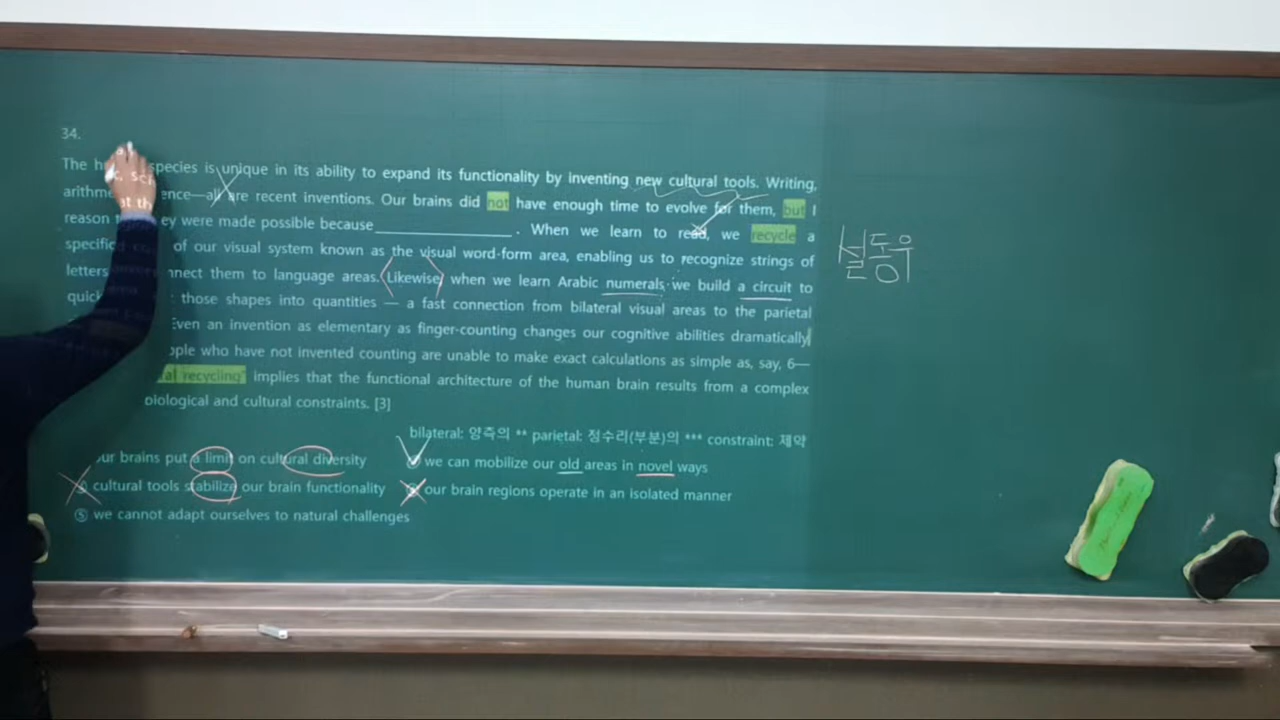 34.
The species is unique in its ability to expand its functionality by inventing new cultural tools. Writing,
arithme ence—all are recent inventions. Our brains did not have enough time to evolve for them, but I
reason ey were made possible because ________________. When we learn to read, we recycle a
specific of our visual system known as the visual word-form area, enabling us to recognize strings of
letters nnect them to language areas. Likewise, when we learn Arabic numerals we build a circuit to
quick those shapes into quantities — a fast connection from bilateral visual areas to the parietal
Even an invention as elementary as finger-counting changes our cognitive abilities dramatically
ople who have not invented counting are unable to make exact calculations as simple as, say, 6—
al recycling" implies that the functional architecture of the human brain results from a complex
biological and cultural constraints. [3]
bilateral: 양측의 ** parietal: 정수리(부분)의 *** constraint: 제약
our brains put a limit on cultural diversity
we can mobilize our old areas in novel ways
cultural tools stabilize our brain functionality
our brain regions operate in an isolated manner
⑤ we cannot adapt ourselves to natural challenges
설동욱